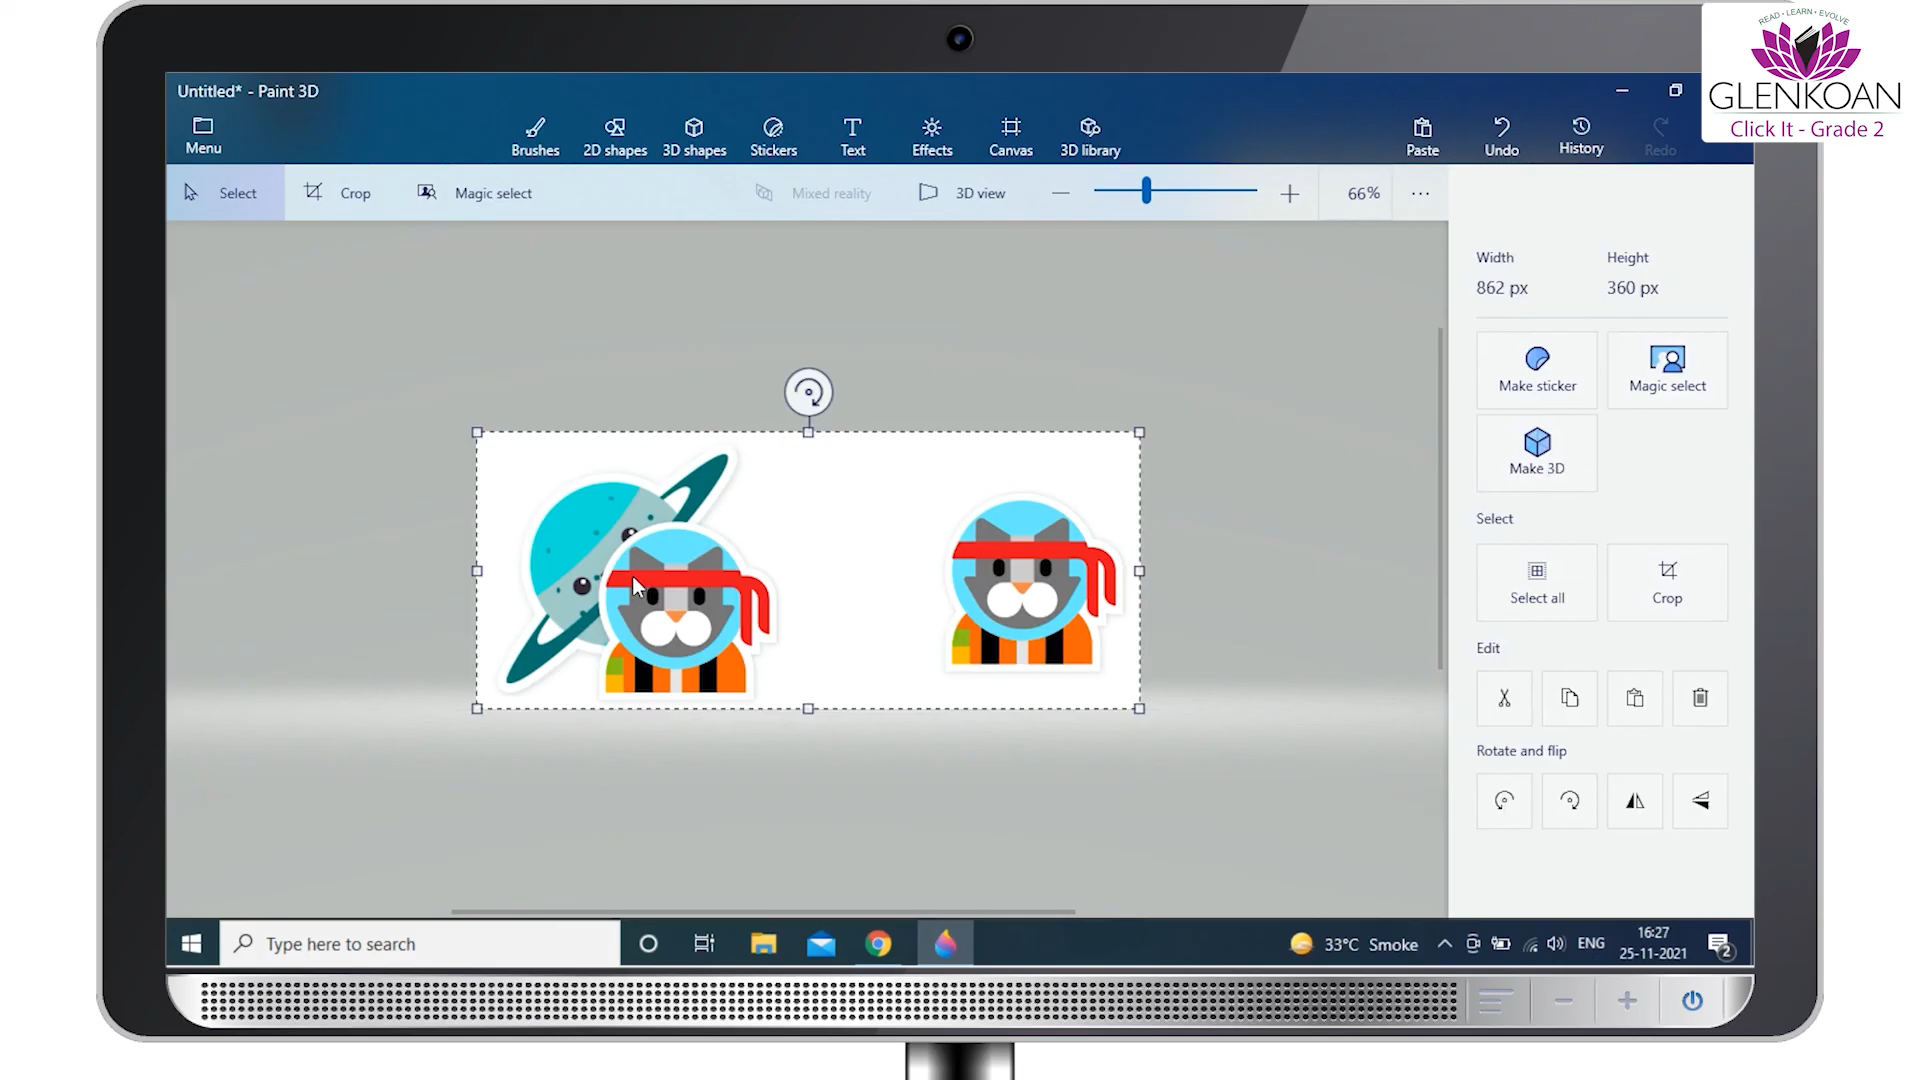 READ • LEARN • EVOLVE
GLENKOAN
Click It - Grade 2
Untitled* - Paint 3D
Menu
Brushes
2D shapes
3D shapes
Stickers
Text
Effects
Canvas
3D library
Paste
Undo
History
Redo
Select
Crop
Magic select
Mixed reality
3D view
66%
Width
Height
862 px
360 px
Make sticker
Magic select
Make 3D
Select
Select all
Crop
Edit
Rotate and flip
Type here to search
33°C Smoke
ENG
16:27
25-11-2021
2